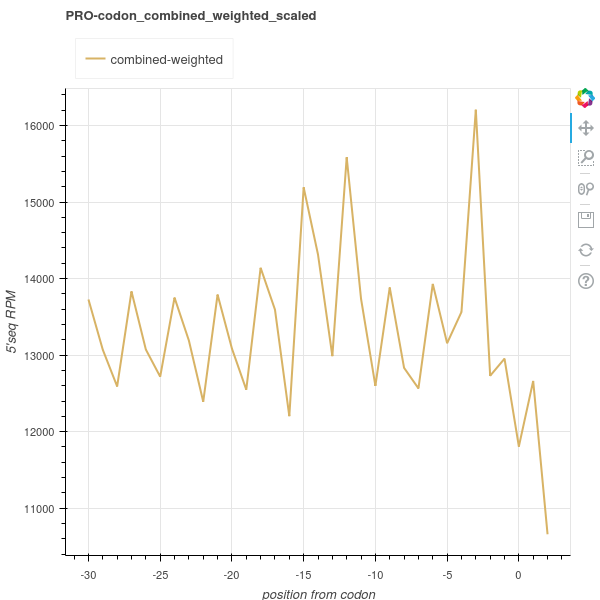 PRO-codon_combined_weighted_scaled
combined-weighted
16000
15000
14000
13000
12000
11000
5'seq RPM
-30 -25 -20 -15 -10 -5 0
position from codon